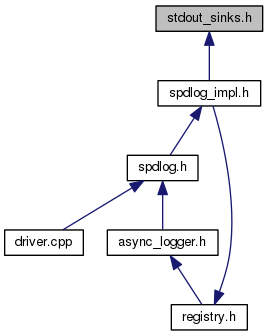 stdout_sinks.h
spdlog_impl.h
spdlog.h
driver.cpp
async_logger.h
registry.h